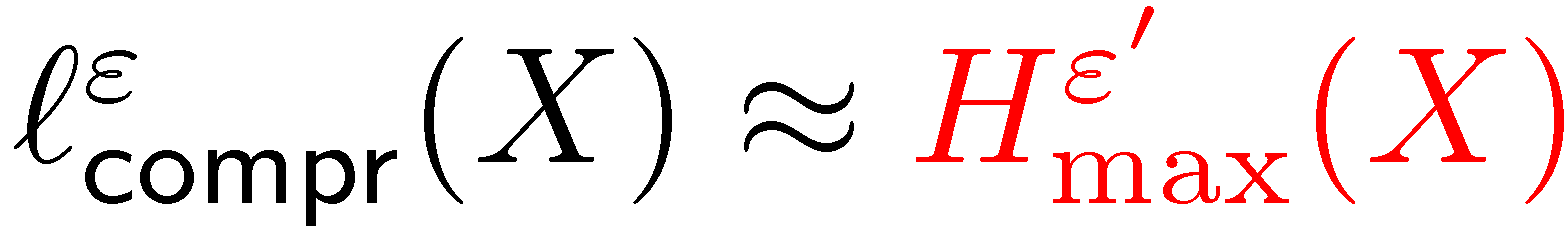 ℓ^ε_compr(X) ≈ H^ε′_max(X)